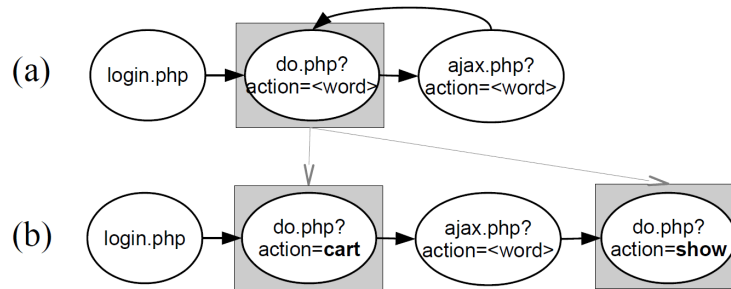 (a)
login.php
do.php?
action=<word>
ajax.php?
action=<word>
(b)
login.php
do.php?
action=cart
ajax.php?
action=<word>
do.php?
action=show